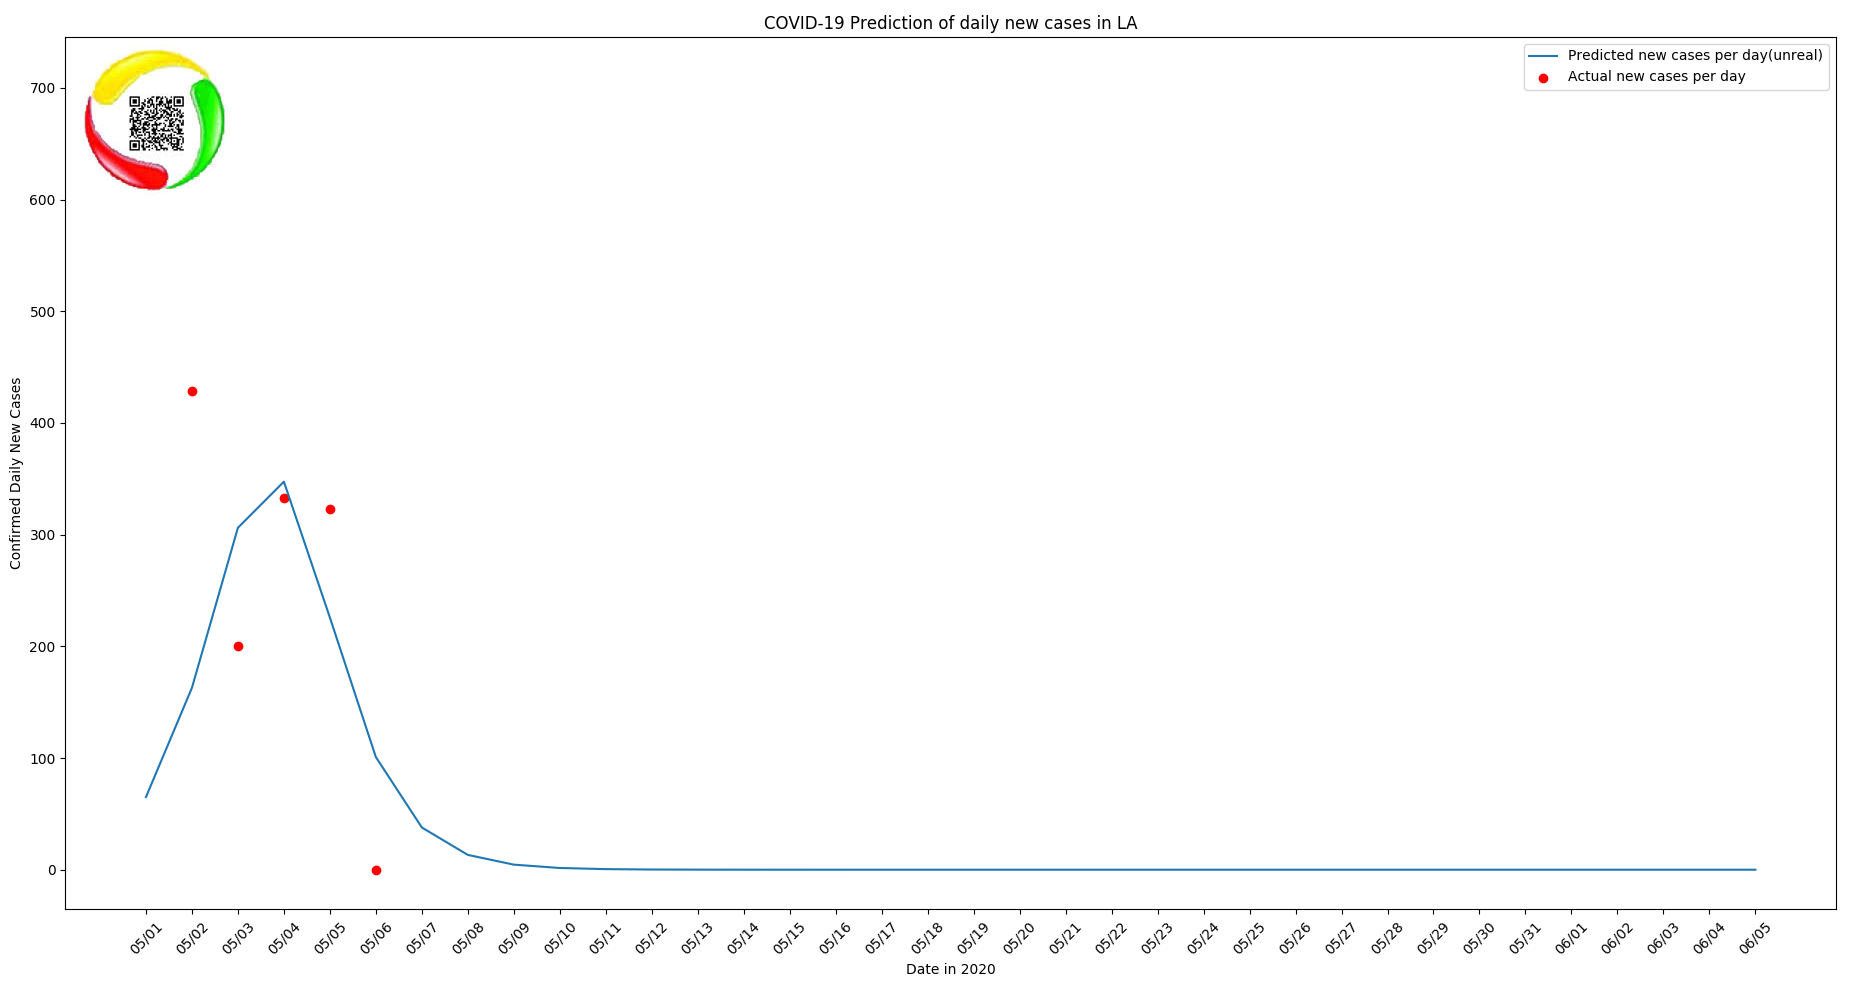 COVID-19 Prediction of daily new cases in LA
Predicted new cases per day(unreal)
Actual new cases per day
Confirmed Daily New Cases
700
600
500
400
300
200
100
0
05/01 05/02 05/03 05/04 05/05 05/06 05/07 05/08 05/09 05/10 05/11 05/12 05/13 05/14 05/15 05/16 05/17 05/18 05/19 05/20 05/21 05/22 05/23 05/24 05/25 05/26 05/27 05/28 05/29 05/30 05/31 06/01 06/02 06/03 06/04 06/05
Date in 2020